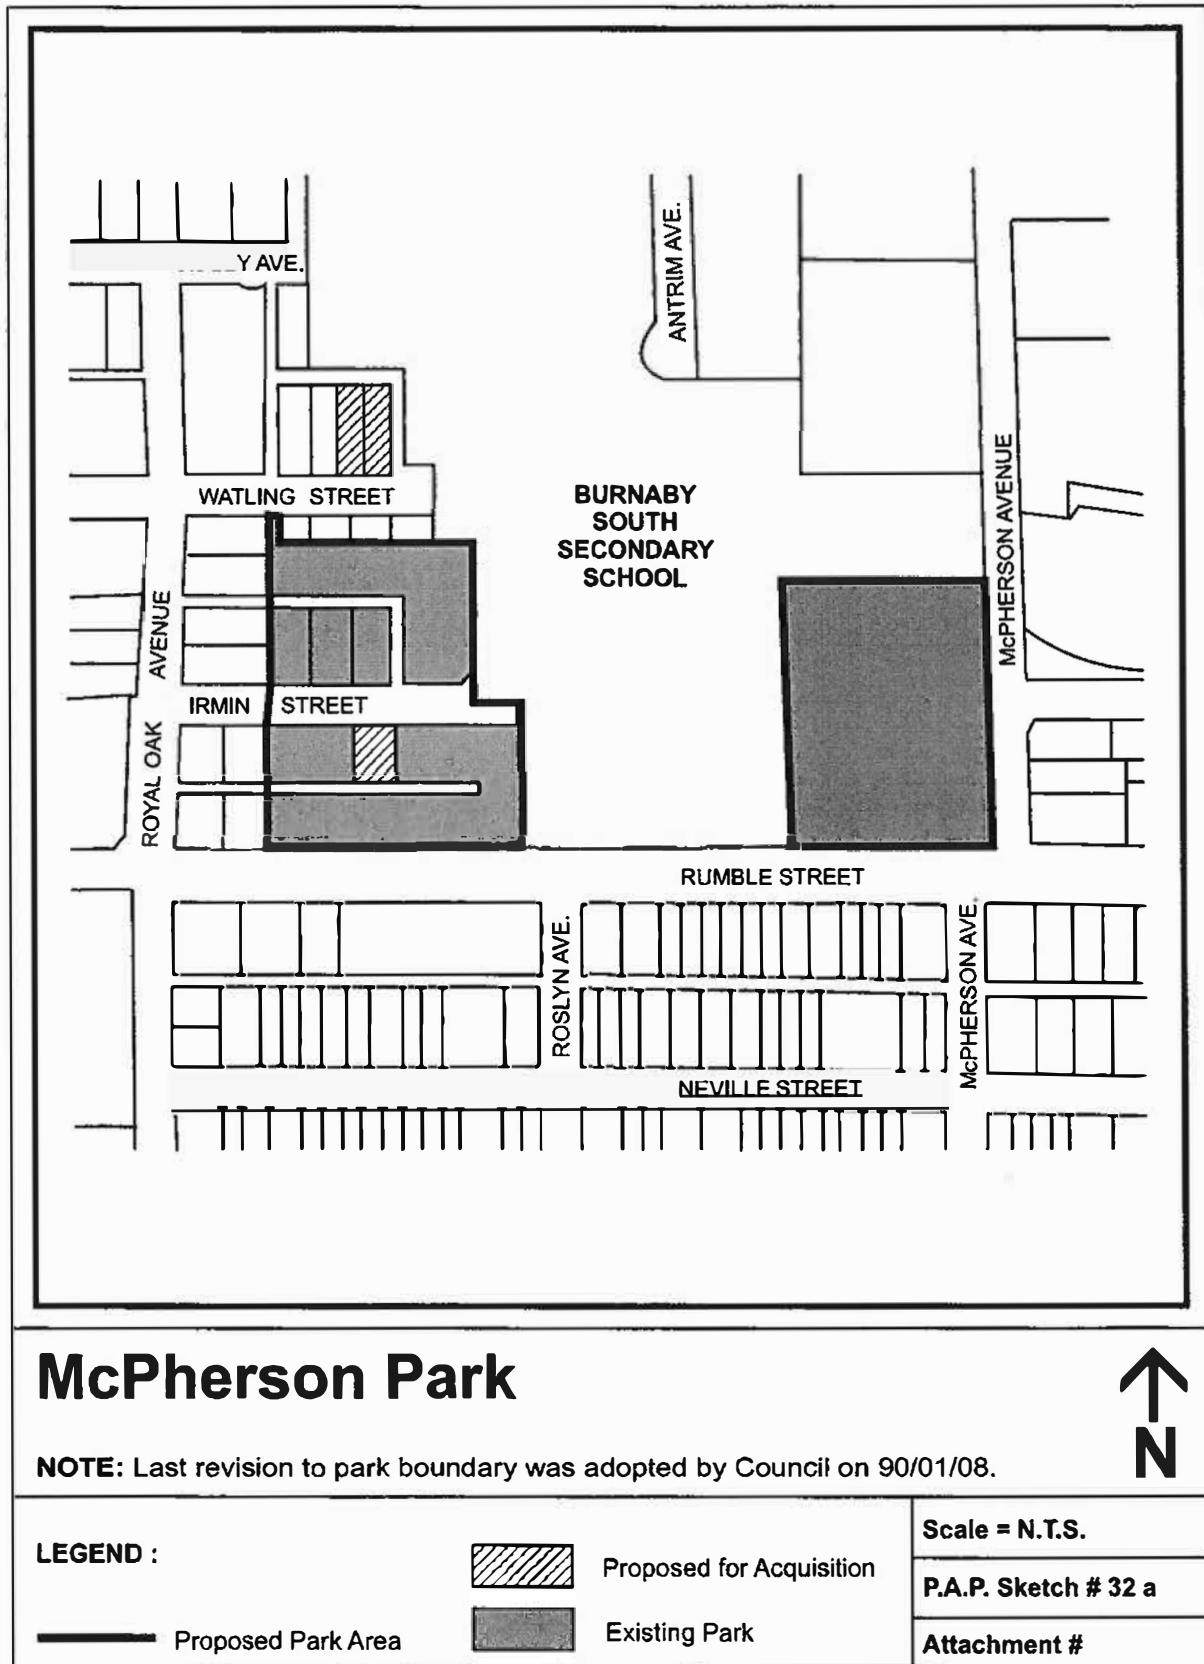 Y AVE.
ANTRIM AVE.
WATLING STREET
BURNABY
SOUTH
SECONDARY
SCHOOL
McPHERSON AVENUE
ROYAL OAK AVENUE
IRMIN STREET
RUMBLE STREET
ROSLYN AVE.
McPHERSON AVE.
NEVILLE STREET
McPherson Park
N
NOTE: Last revision to park boundary was adopted by Council on 90/01/08.
LEGEND :
Proposed for Acquisition
Proposed Park Area
Existing Park
Scale = N.T.S.
P.A.P. Sketch # 32 a
Attachment #